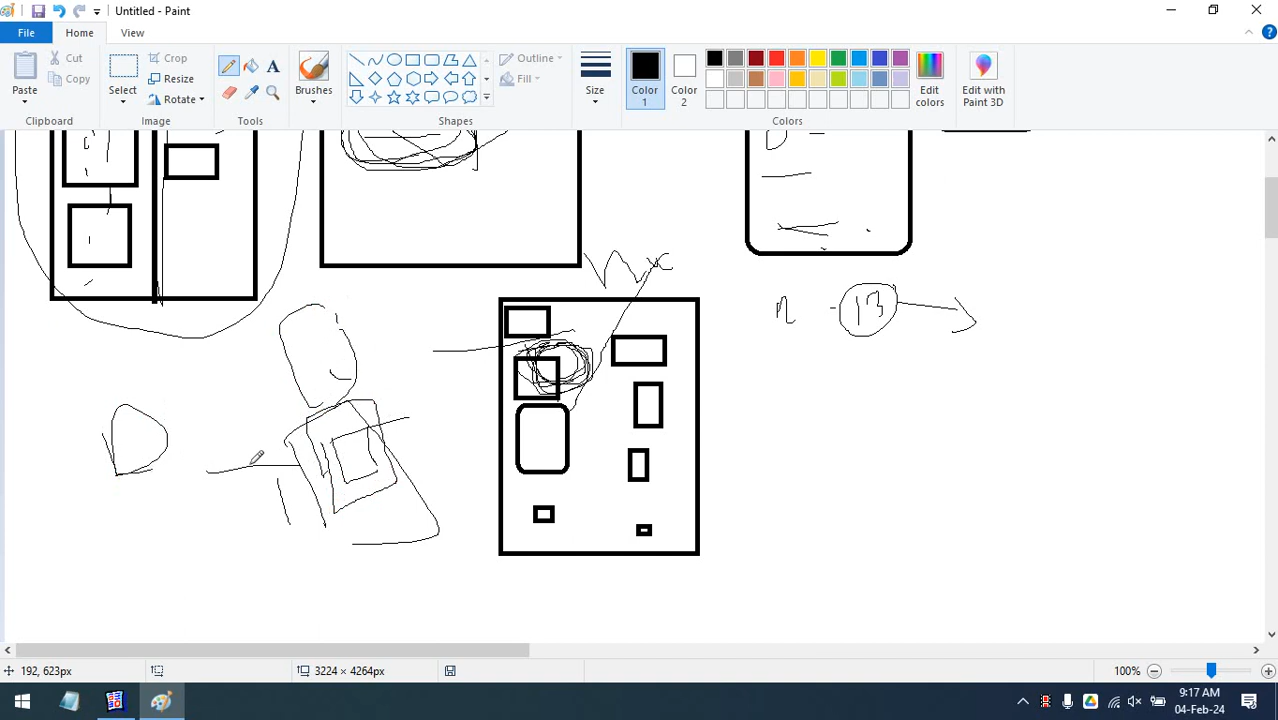 Untitled - Paint
File
Home
View
Paste
Cut
Copy
Clipboard
Select
Crop
Resize
Rotate
Image
A
Tools
Brushes
Outline
Fill
Shapes
Size
Color 1
Color 2
Edit colors
Edit with Paint 3D
Colors
13
192, 623px
3224 × 4264px
100%
9:17 AM
04-Feb-24